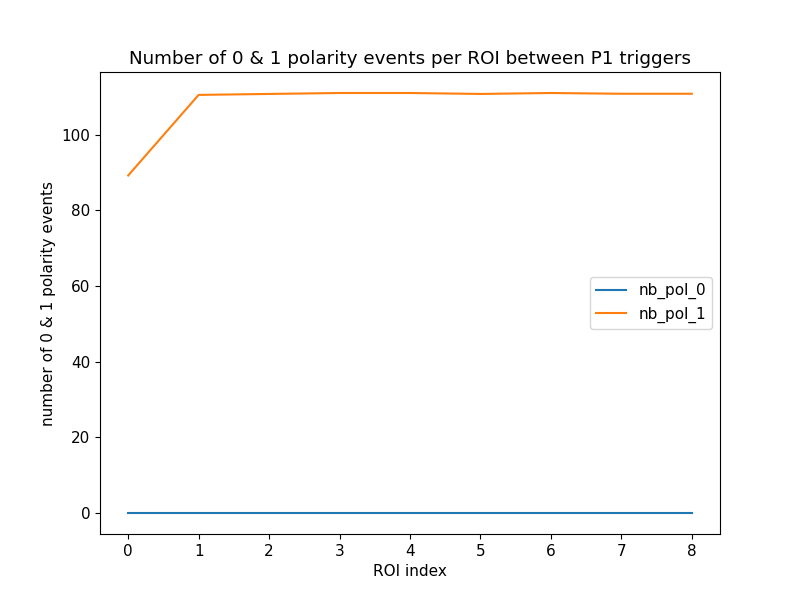 Number of 0 & 1 polarity events per ROI between P1 triggers
number of 0 & 1 polarity events
100
80
60
40
20
0
nb_pol_0
nb_pol_1
0 1 2 3 4 5 6 7 8
ROI index